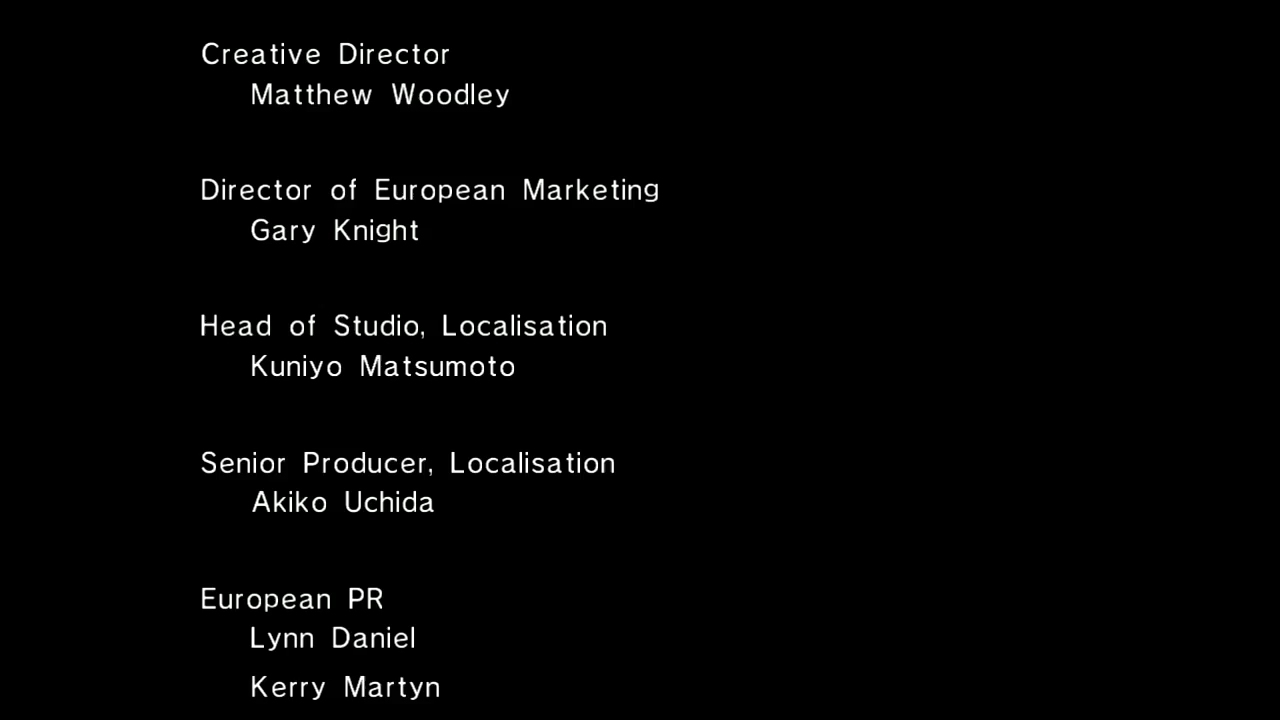 Creative Director
Matthew Woodley
Director of European Marketing
Gary Knight
Head of Studio, Localisation
Kuniyo Matsumoto
Senior Producer, Localisation
Akiko Uchida
European PR
Lynn Daniel
Kerry Martyn